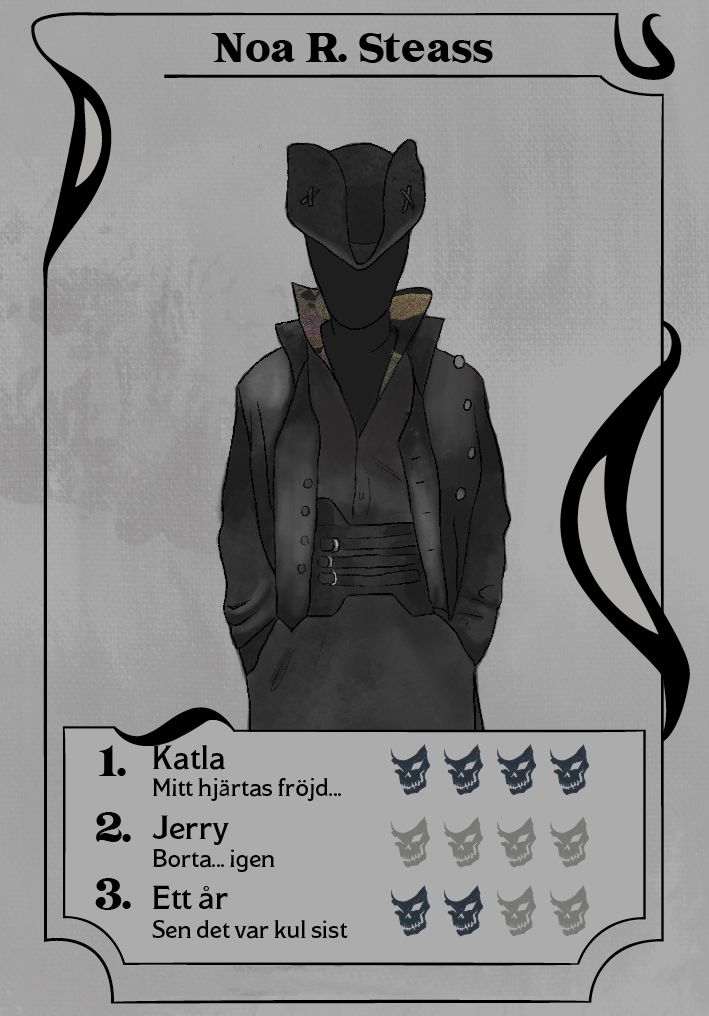 Noa R. Steass
1. Katla
Mitt hjärtas fröjd...
2. Jerry
Borta... igen
3. Ett år
Sen det var kul sist